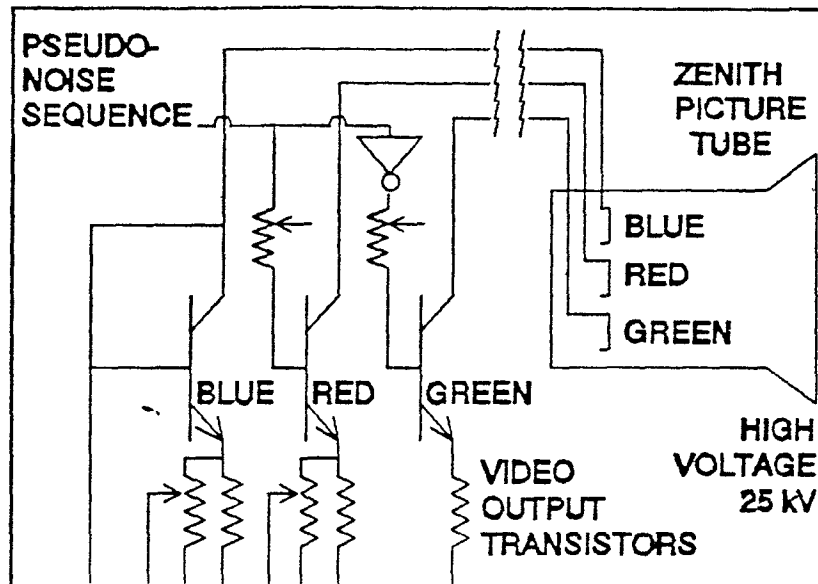 PSEUDO-
NOISE
SEQUENCE
ZENITH
PICTURE
TUBE
BLUE
RED
GREEN
BLUE RED GREEN
HIGH
VOLTAGE
25 kV
VIDEO
OUTPUT
TRANSISTORS